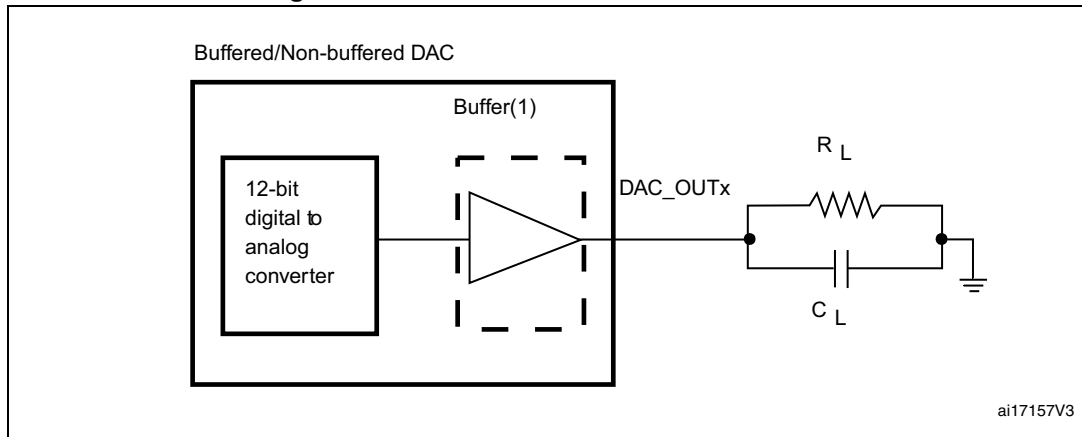 Buffered/Non-buffered DAC
Buffer(1)
12-bit
digital to
analog
converter
DAC_OUTx
R L
C L
ai17157V3